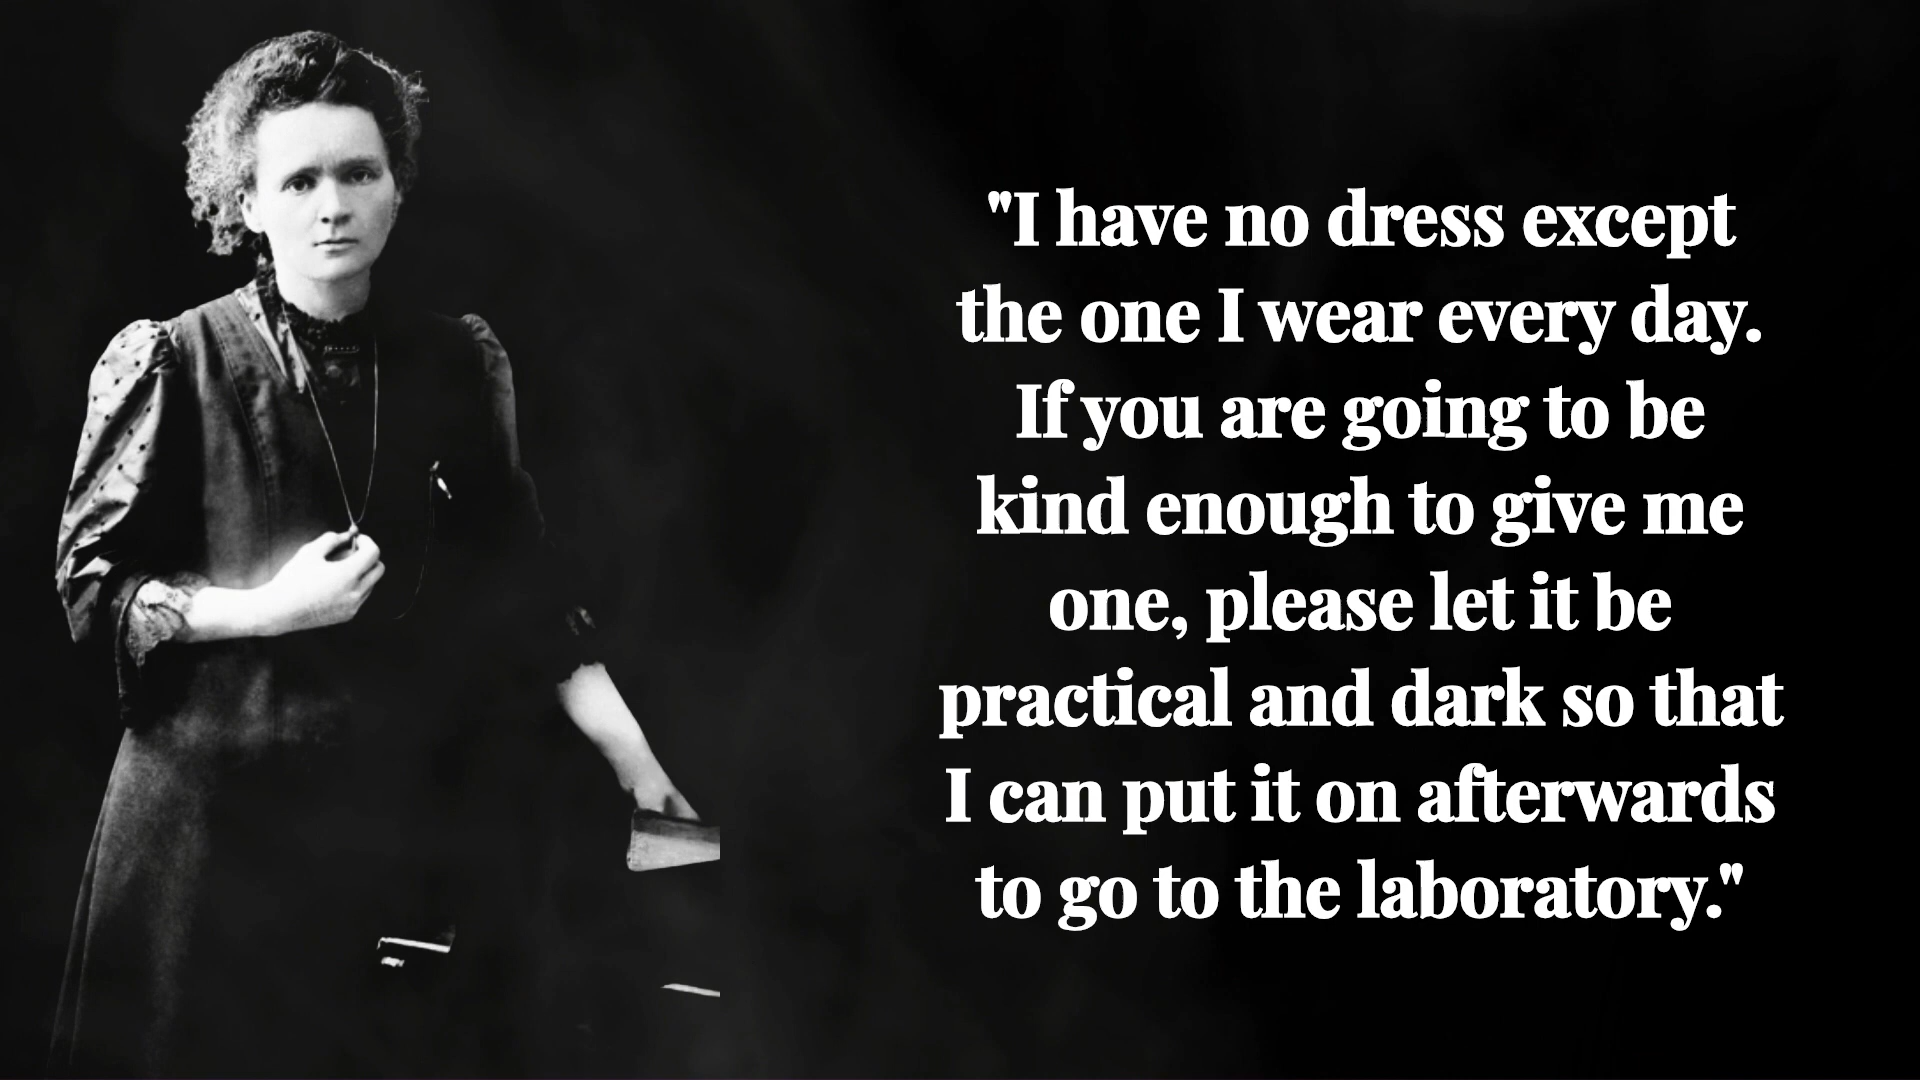 "I have no dress except
the one I wear every day.
If you are going to be
kind enough to give me
one, please let it be
practical and dark so that
I can put it on afterwards
to go to the laboratory."